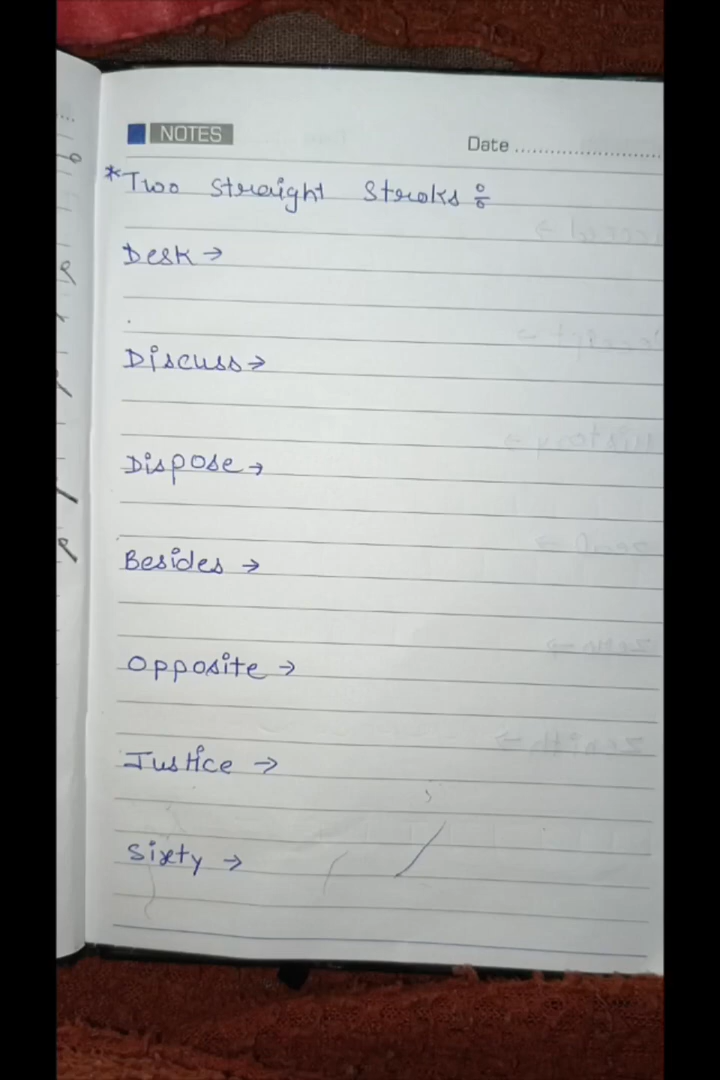 NOTES
Date ........................
*Two Straight Stroks :
Desk →
Discuss →
Dispose →
Besides →
Opposite →
Justice →
Sixty →